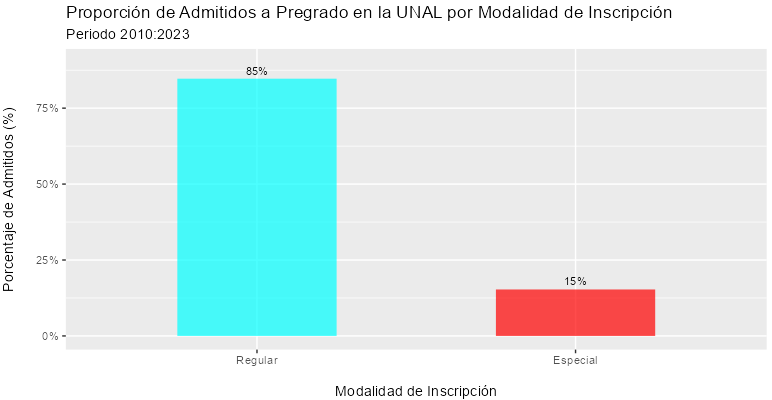 Proporción de Admitidos a Pregrado en la UNAL por Modalidad de Inscripción
Periodo 2010:2023
Porcentaje de Admitidos (%)
75%
50%
25%
0%
85%
15%
Regular
Especial
Modalidad de Inscripción